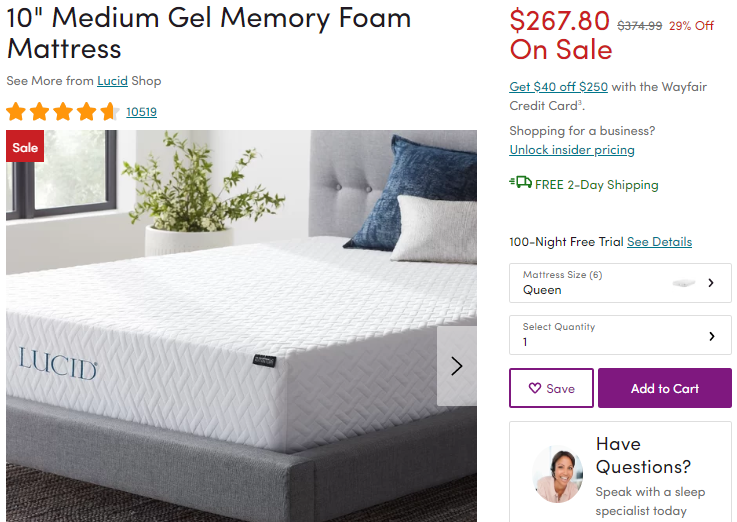 10" Medium Gel Memory Foam
Mattress
See More from Lucid Shop
10519
Sale
LUCID®
$267.80 $374.99 29% Off
On Sale
Get $40 off $250 with the Wayfair
Credit Card³.
Shopping for a business?
Unlock insider pricing
FREE 2-Day Shipping
100-Night Free Trial See Details
Mattress Size (6)
Queen
Select Quantity
1
Save
Add to Cart
Have
Questions?
Speak with a sleep
specialist today